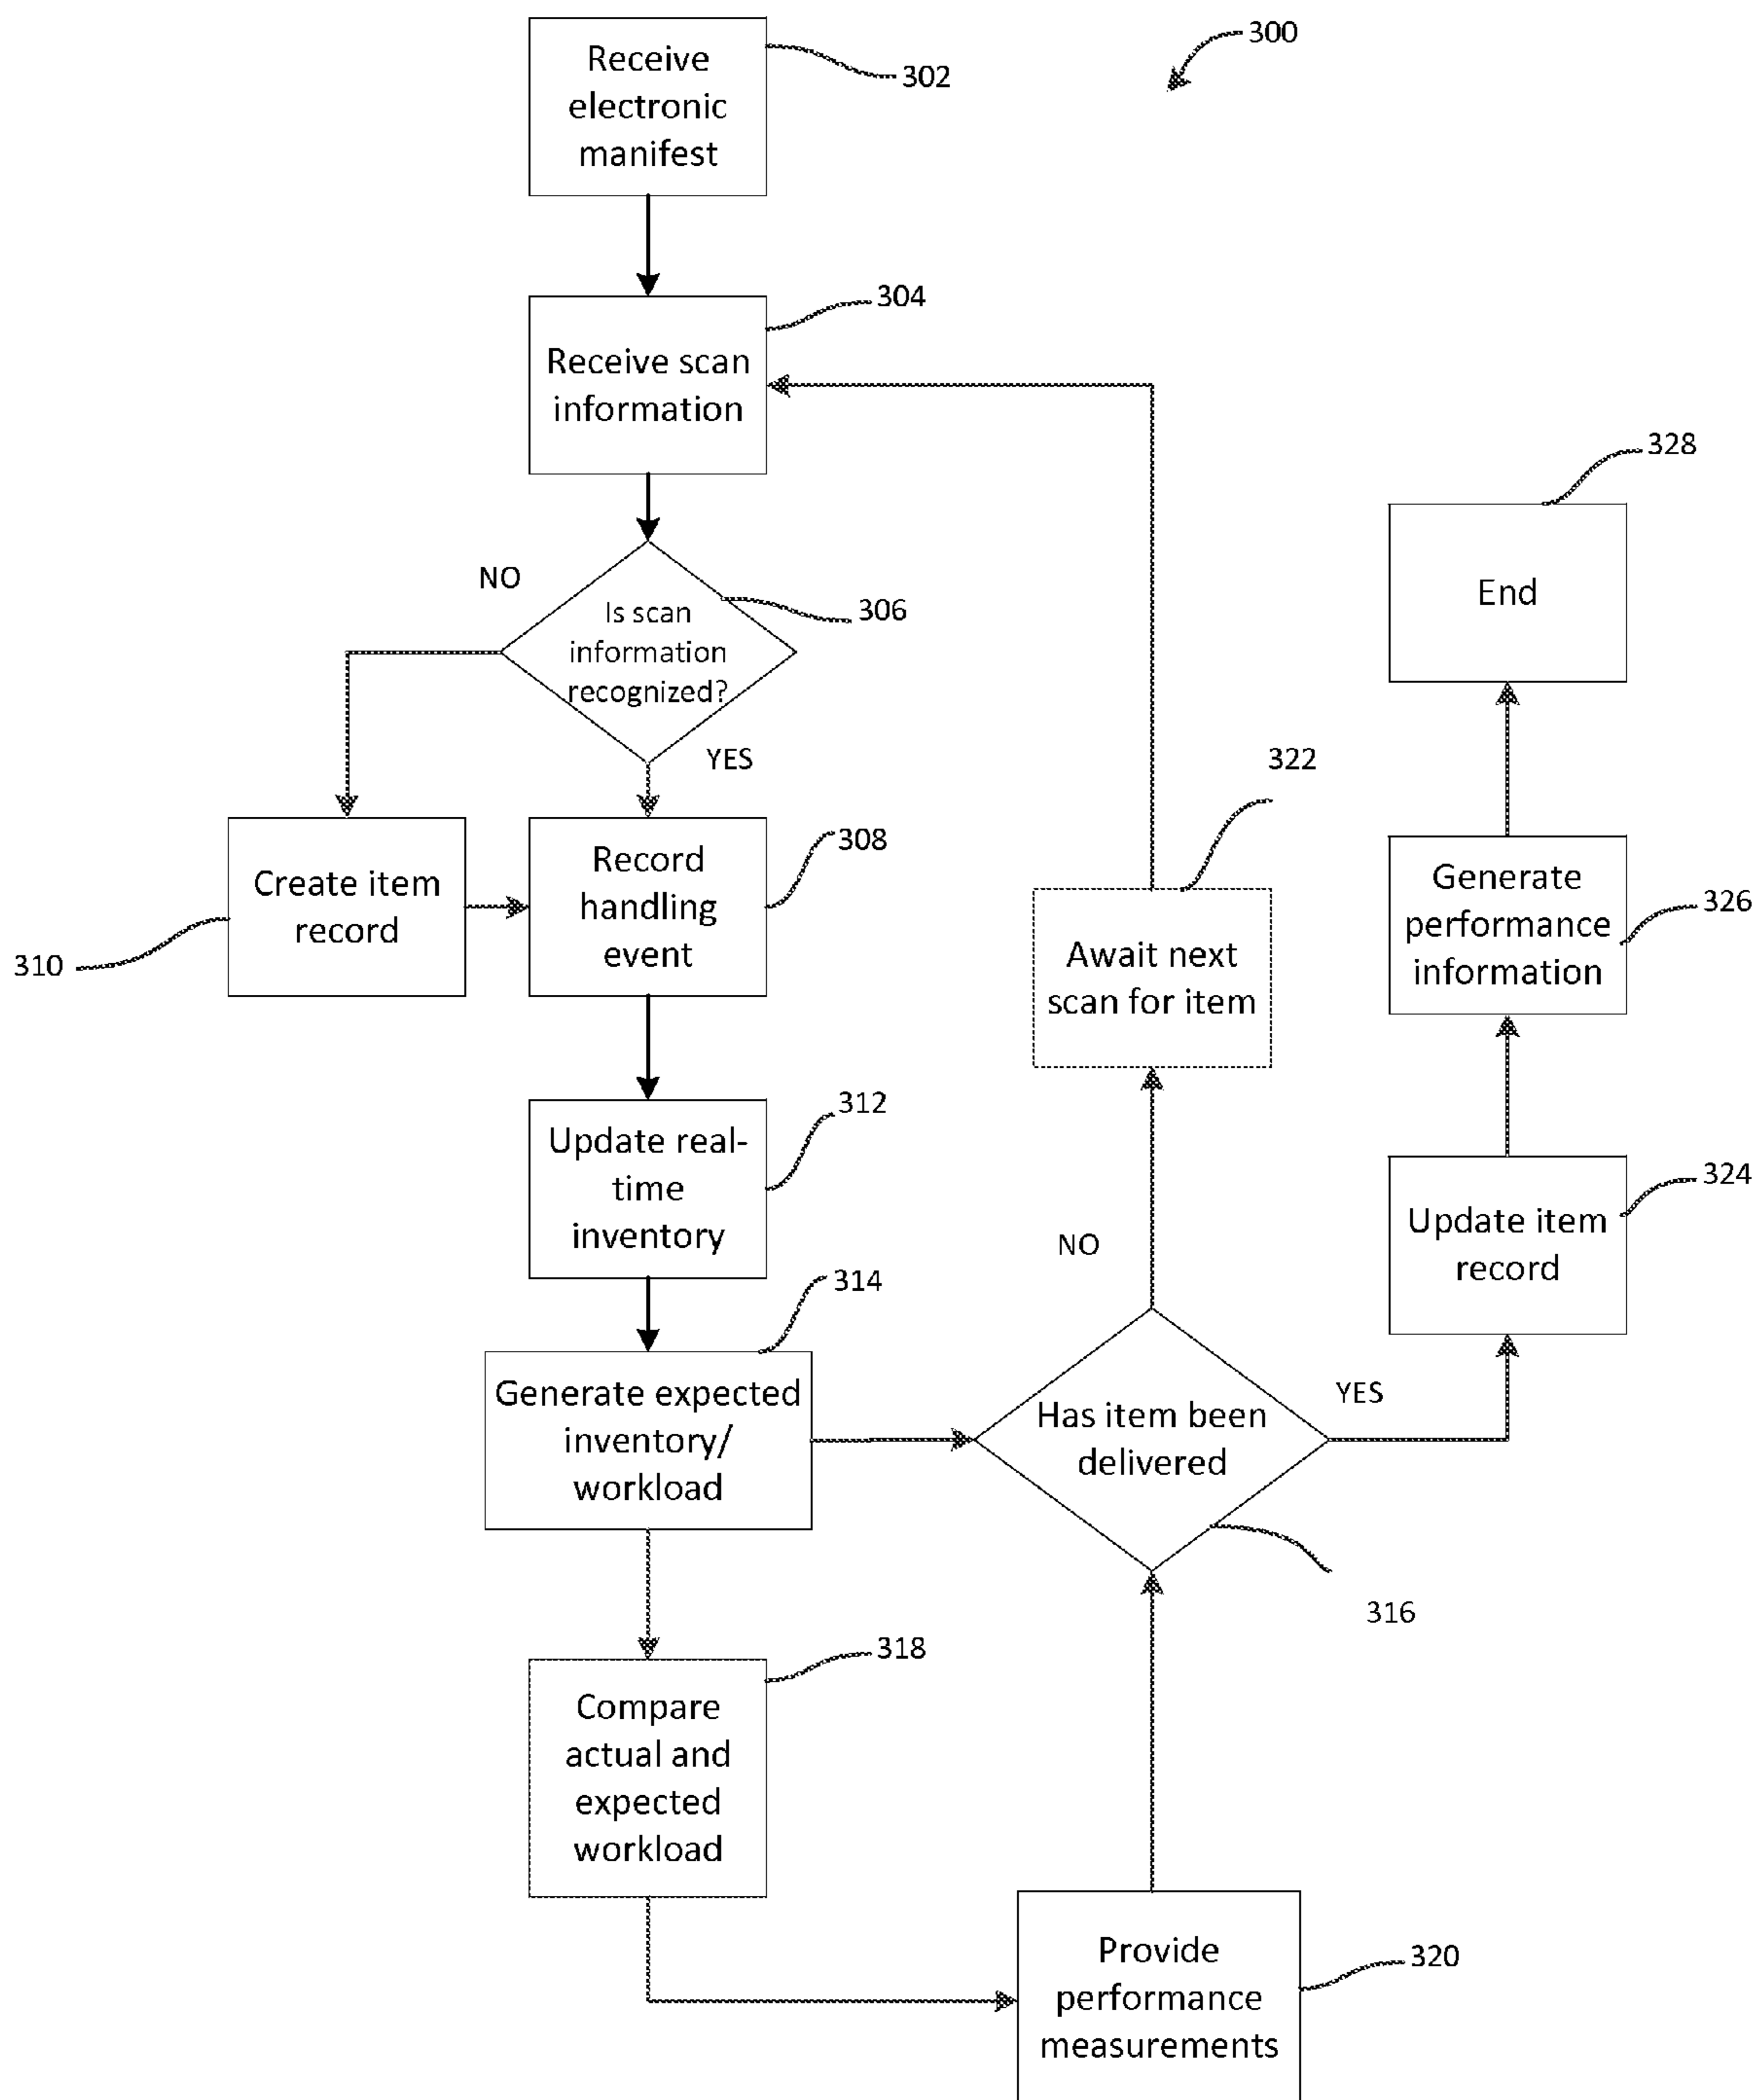 300
Receive
electronic
manifest
302
304
Receive scan
information
328
End
NO
Is scan
information
recognized?
306
YES
322
Create item
record
310
Record
handling
event
308
Await next
scan for item
Generate
performance
information
326
Update real-
time
inventory
312
324
Update item
record
NO
314
Generate expected
inventory/
workload
Has item been
delivered
YES
316
318
Compare
actual and
expected
workload
Provide
performance
measurements
320